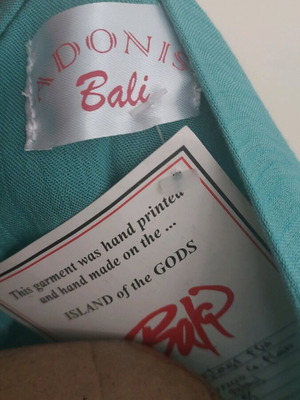 ADONIS
Bali
This garment was hand printed
and hand made on the ...
ISLAND of the GODS
Bali